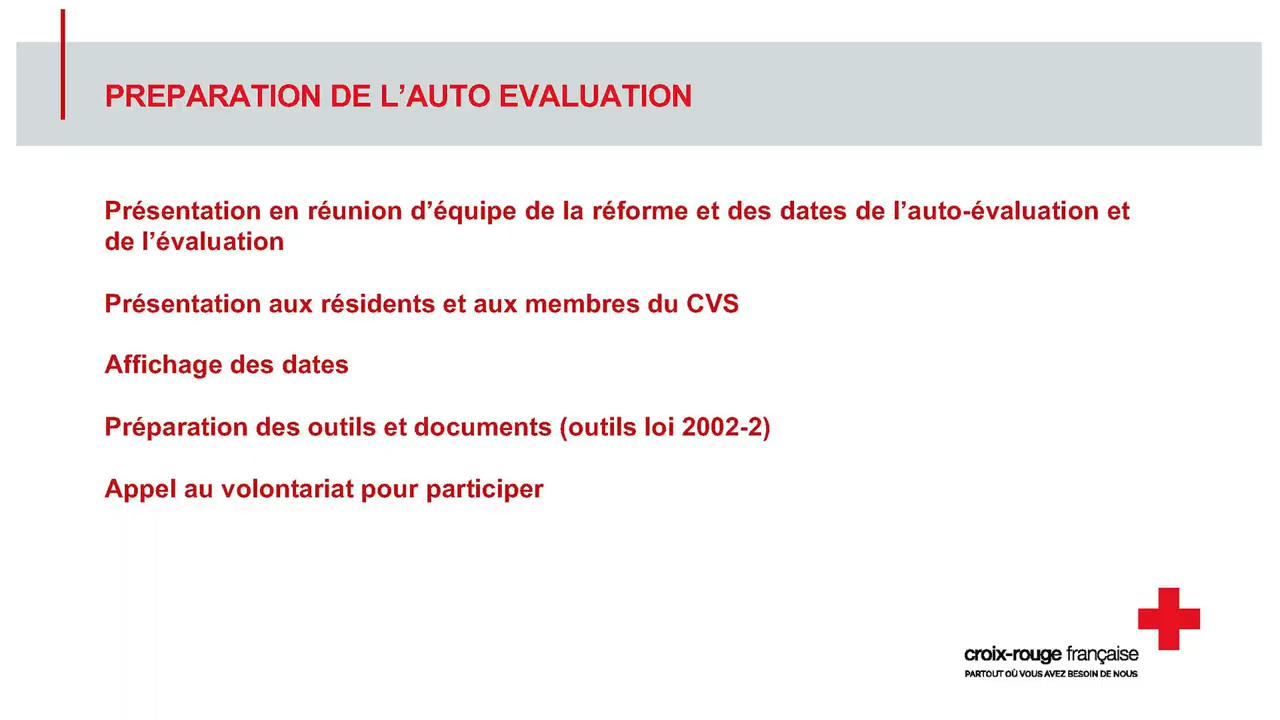 PREPARATION DE L’AUTO EVALUATION
Présentation en réunion d’équipe de la réforme et des dates de l’auto-évaluation et
de l’évaluation
Présentation aux résidents et aux membres du CVS
Affichage des dates
Préparation des outils et documents (outils loi 2002-2)
Appel au volontariat pour participer
croix-rouge française
PARTOUT OÙ VOUS AVEZ BESOIN DE NOUS